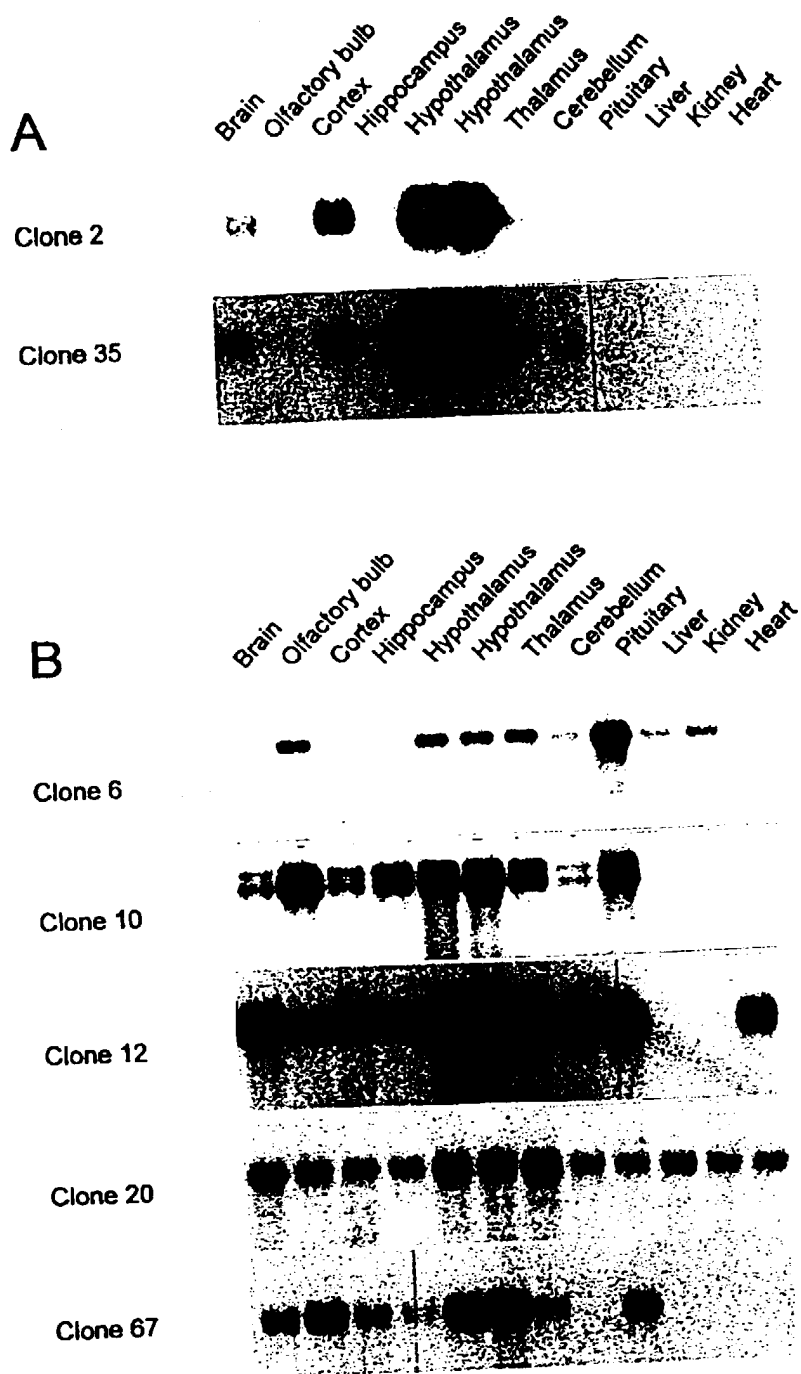 A
Brain
Olfactory bulb
Cortex
Hippocampus
Hypothalamus
Hypothalamus
Thalamus
Cerebellum
Pituitary
Liver
Kidney
Heart
Clone 2
Clone 35
B
Brain
Olfactory bulb
Cortex
Hippocampus
Hypothalamus
Hypothalamus
Thalamus
Cerebellum
Pituitary
Liver
Kidney
Heart
Clone 6
Clone 10
Clone 12
Clone 20
Clone 67